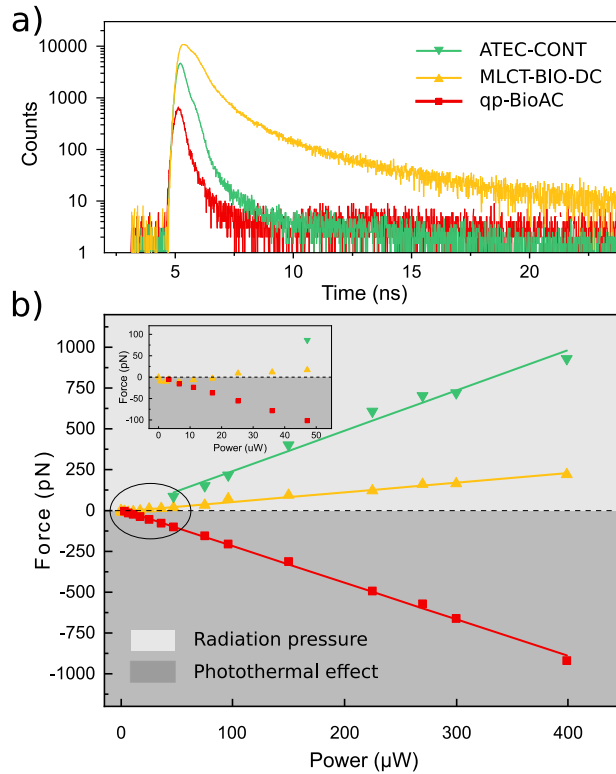 a)
10000
1000
100
10
1
Counts
5
10
15
20
Time (ns)
ATEC-CONT
MLCT-BIO-DC
qp-BioAC
b)
1000
750
500
250
0
-250
-500
-750
-1000
Force (pN)
100
50
0
-50
-100
Force (pN)
0
10
20
30
40
50
Power (uW)
Radiation pressure
Photothermal effect
0
100
200
300
400
Power (µW)